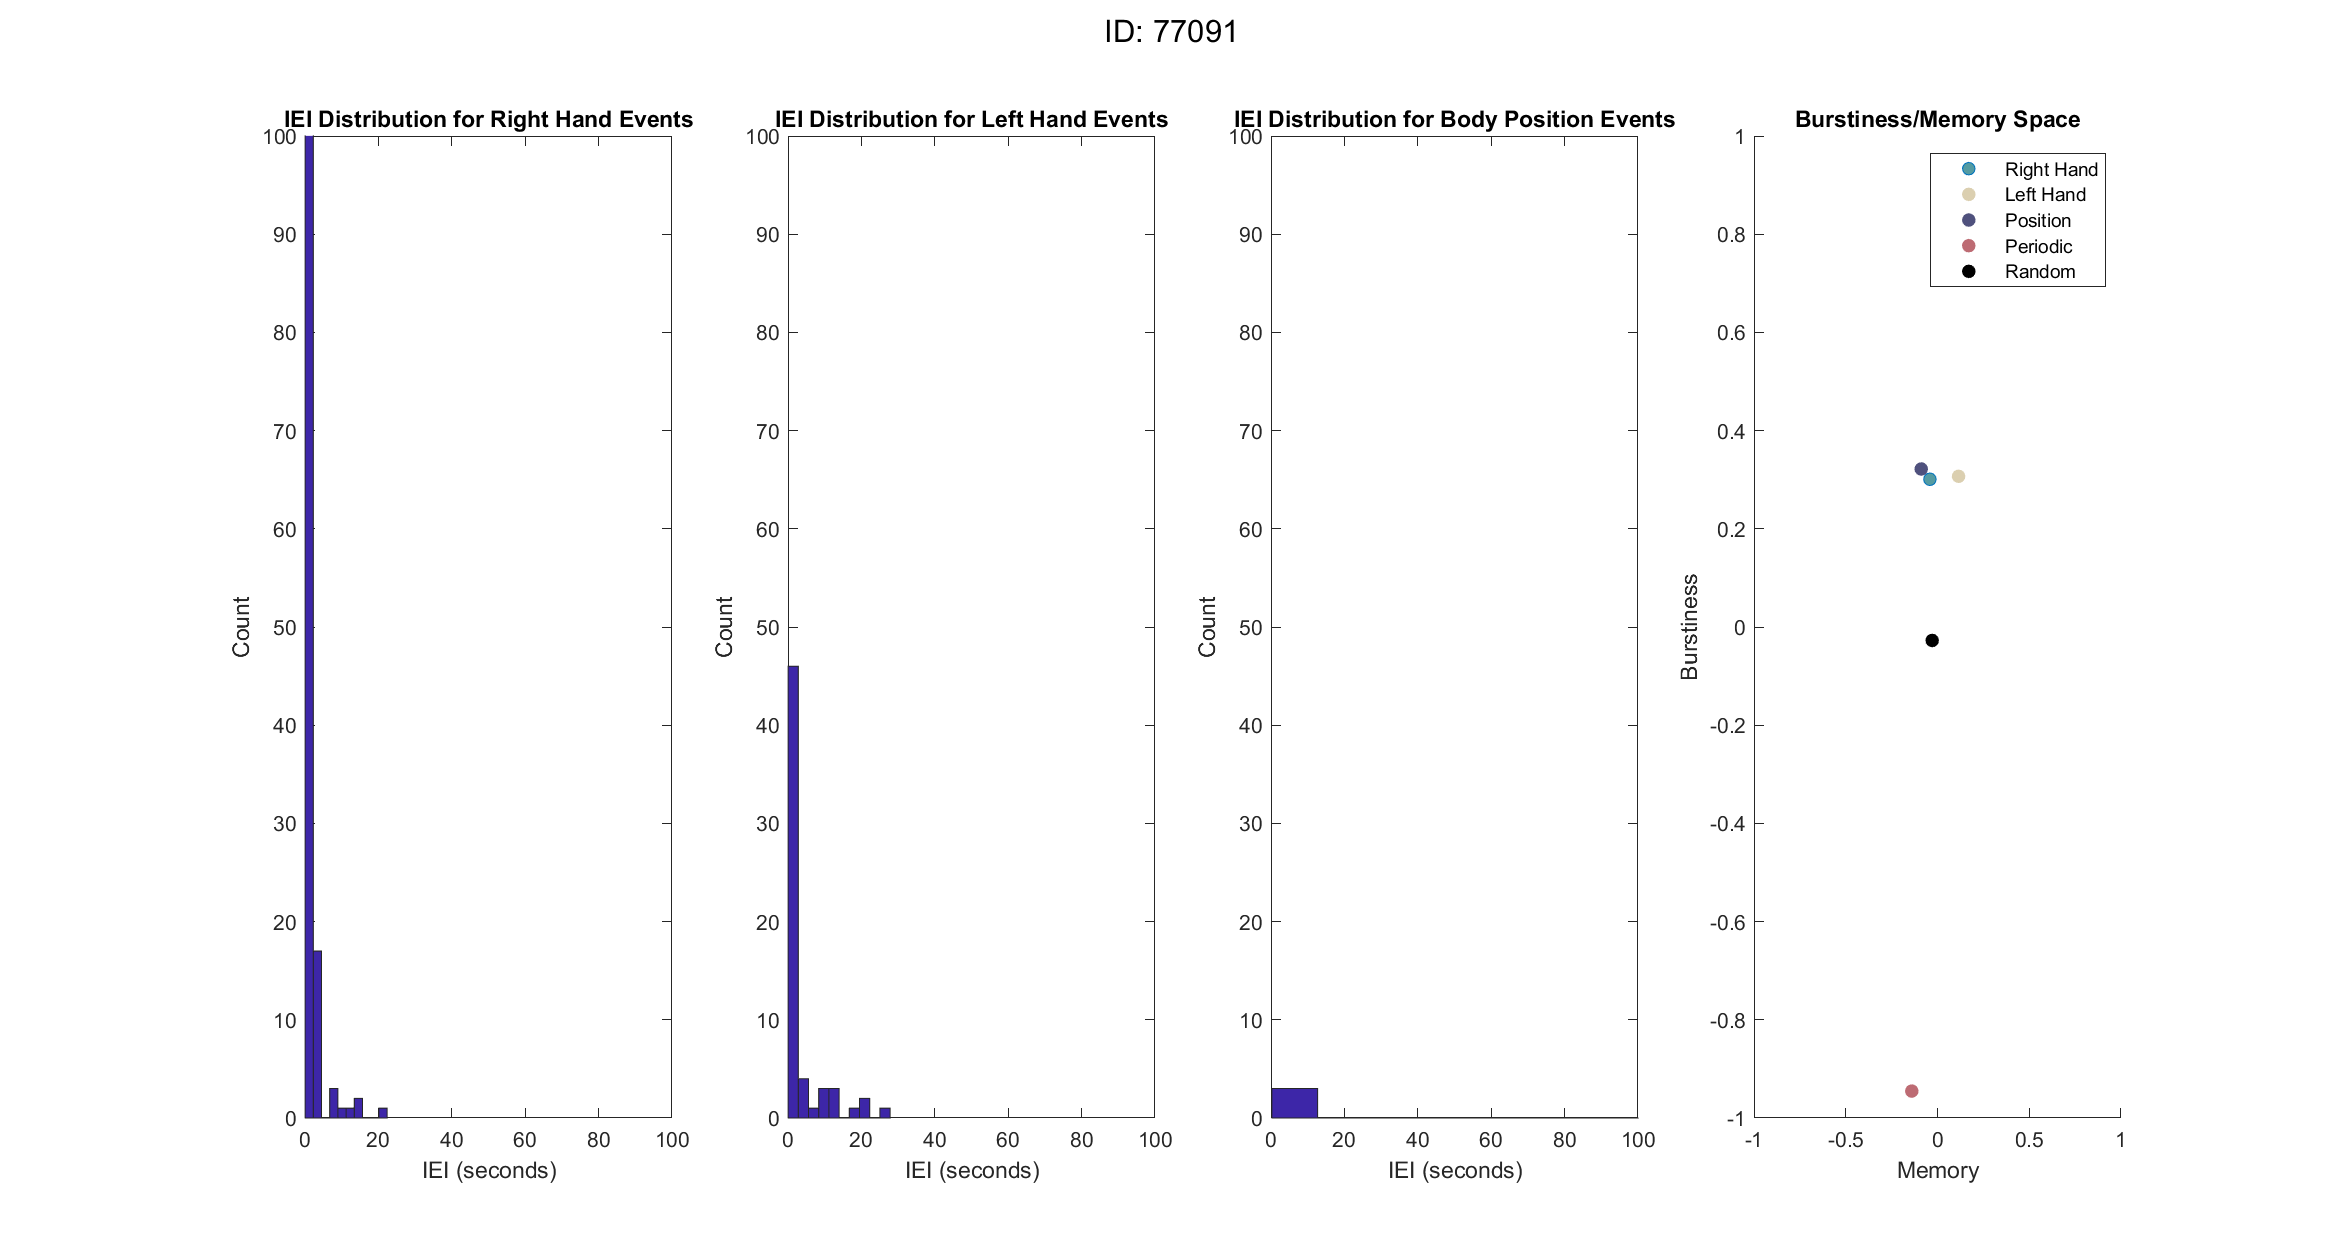 ID: 77091
IEI Distribution for Right Hand Events
100
90
80
70
60
50
40
30
20
10
0
Count
0 20 40 60 80 100
IEI (seconds)
IEI Distribution for Left Hand Events
100
90
80
70
60
50
40
30
20
10
0
Count
0 20 40 60 80 100
IEI (seconds)
IEI Distribution for Body Position Events
100
90
80
70
60
50
40
30
20
10
0
Count
0 20 40 60 80 100
IEI (seconds)
Burstiness/Memory Space
1
0.8
0.6
0.4
0.2
0
-0.2
-0.4
-0.6
-0.8
-1
Burstiness
Right Hand
Left Hand
Position
Periodic
Random
-1 -0.5 0 0.5 1
Memory